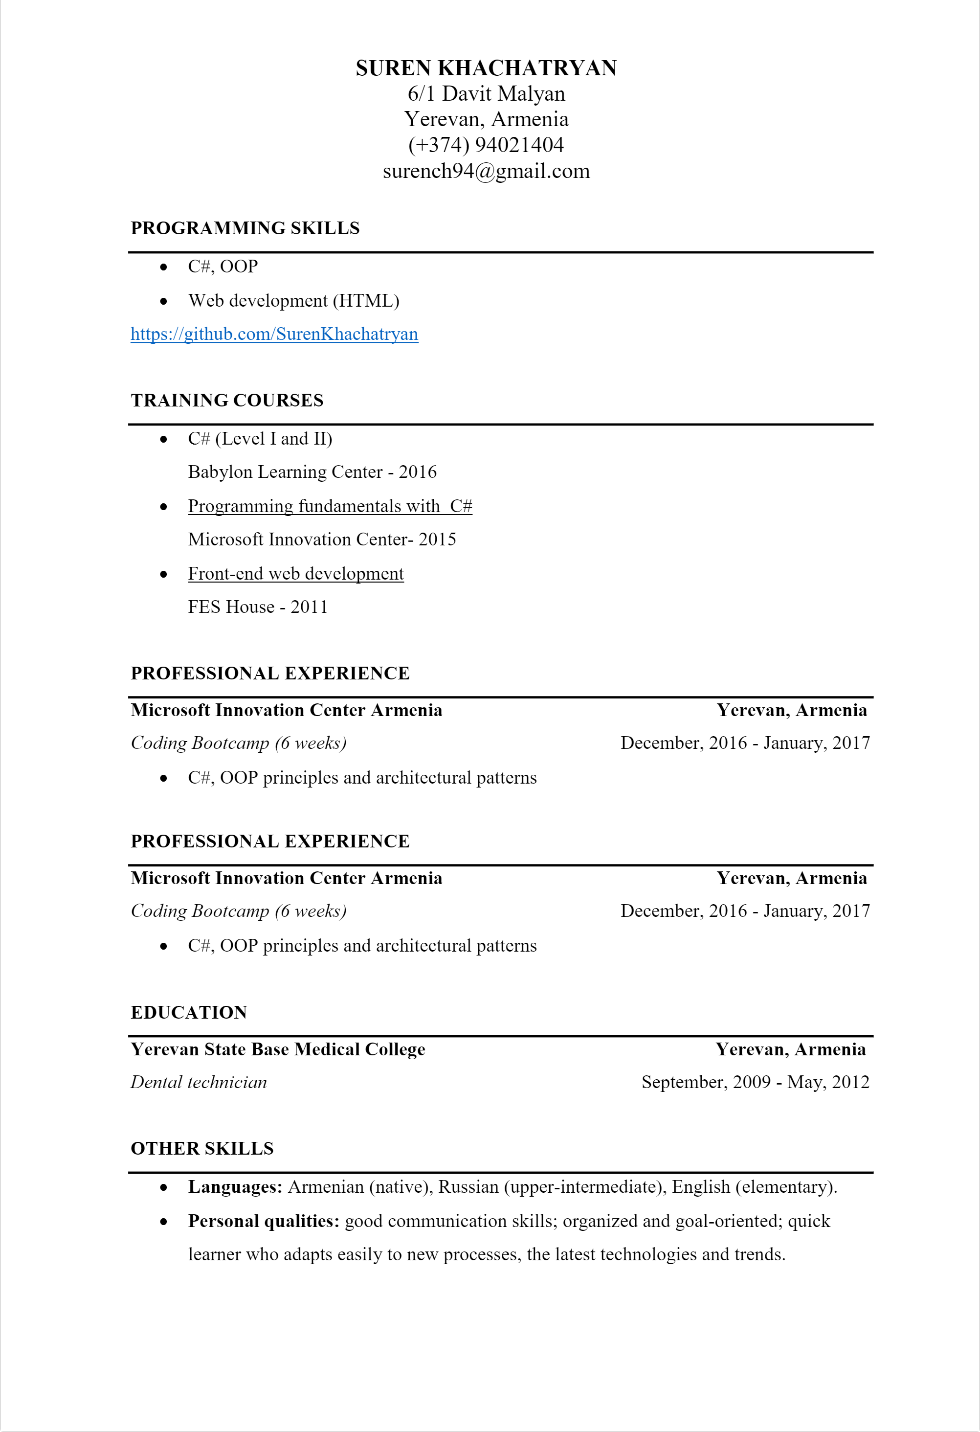 SUREN KHACHATRYAN
6/1 Davit Malyan
Yerevan, Armenia
(+374) 94021404
surench94@gmail.com
PROGRAMMING SKILLS
• C#, OOP
• Web development (HTML)
https://github.com/SurenKhachatryan
TRAINING COURSES
• C# (Level I and II)
Babylon Learning Center - 2016
• Programming fundamentals with  C#
Microsoft Innovation Center- 2015
• Front-end web development
FES House - 2011
PROFESSIONAL EXPERIENCE
Microsoft Innovation Center Armenia Yerevan, Armenia
Coding Bootcamp (6 weeks) December, 2016 - January, 2017
• C#, OOP principles and architectural patterns
PROFESSIONAL EXPERIENCE
Microsoft Innovation Center Armenia Yerevan, Armenia
Coding Bootcamp (6 weeks) December, 2016 - January, 2017
• C#, OOP principles and architectural patterns
EDUCATION
Yerevan State Base Medical College Yerevan, Armenia
Dental technician September, 2009 - May, 2012
OTHER SKILLS
• Languages: Armenian (native), Russian (upper-intermediate), English (elementary).
• Personal qualities: good communication skills; organized and goal-oriented; quick
learner who adapts easily to new processes, the latest technologies and trends.